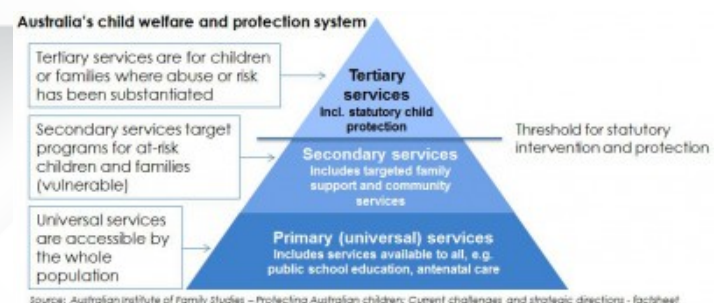 Australia's child welfare and protection system
Tertiary services are for children
or families where abuse or risk
has been substantiated
Tertiary
services
Incl. statutory child
protection
Secondary services target
programs for at-risk
children and families
(vulnerable)
Threshold for statutory
intervention and protection
Secondary services
Includes targeted family
support and community
services
Universal services
are accessible by
the whole
population
Primary (universal) services
Includes services available to all, e.g.
public school education, antenatal care
Source: Australian Institute of Family Studies – Protecting Australian children: Current challenges and strategic directions - factsheet